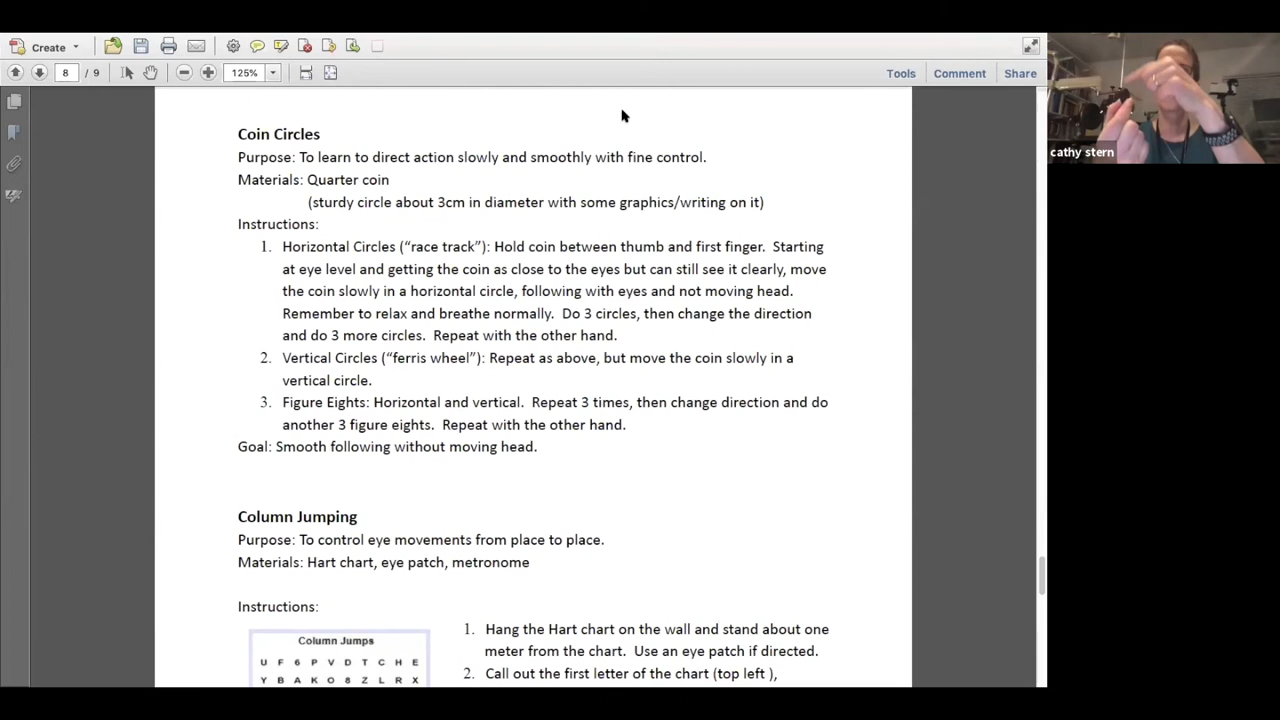 Create
8 / 9
125%
Tools
Comment
Share
cathy stern
Coin Circles
Purpose: To learn to direct action slowly and smoothly with fine control.
Materials: Quarter coin
(sturdy circle about 3cm in diameter with some graphics/writing on it)
Instructions:
1. Horizontal Circles (“race track”): Hold coin between thumb and first finger. Starting
at eye level and getting the coin as close to the eyes but can still see it clearly, move
the coin slowly in a horizontal circle, following with eyes and not moving head.
Remember to relax and breathe normally. Do 3 circles, then change the direction
and do 3 more circles. Repeat with the other hand.
2. Vertical Circles (“ferris wheel”): Repeat as above, but move the coin slowly in a
vertical circle.
3. Figure Eights: Horizontal and vertical. Repeat 3 times, then change direction and do
another 3 figure eights. Repeat with the other hand.
Goal: Smooth following without moving head.
Column Jumping
Purpose: To control eye movements from place to place.
Materials: Hart chart, eye patch, metronome
Instructions:
Column Jumps
U F 6 P V D T C H E
Y B A K O 8 Z L R X
1. Hang the Hart chart on the wall and stand about one
meter from the chart. Use an eye patch if directed.
2. Call out the first letter of the chart (top left ),